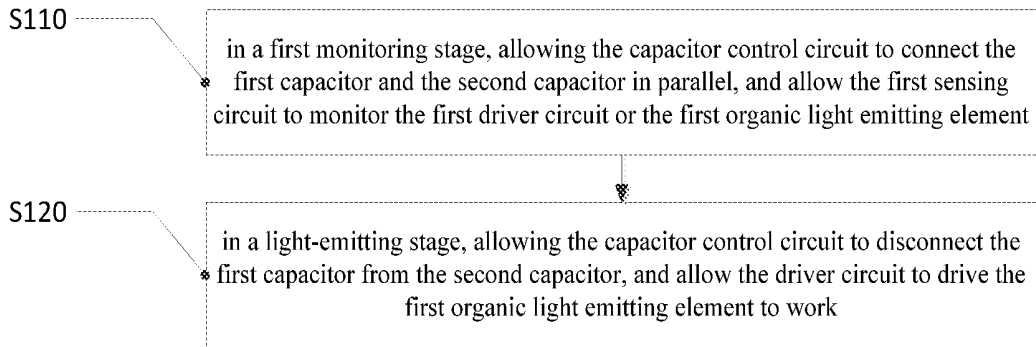 S110
in a first monitoring stage, allowing the capacitor control circuit to connect the
first capacitor and the second capacitor in parallel, and allow the first sensing
circuit to monitor the first driver circuit or the first organic light emitting element
S120
in a light-emitting stage, allowing the capacitor control circuit to disconnect the
first capacitor from the second capacitor, and allow the driver circuit to drive the
first organic light emitting element to work